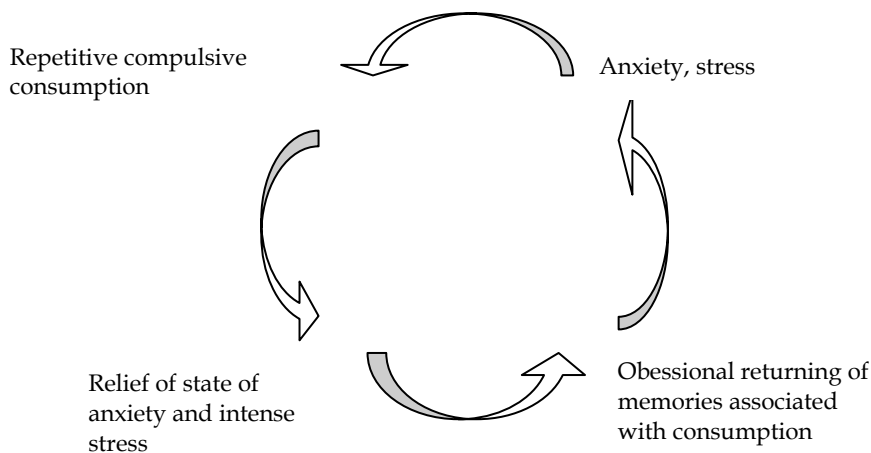 Repetitive compulsive
consumption
Anxiety, stress
Relief of state of
anxiety and intense
stress
Obessional returning of
memories associated
with consumption